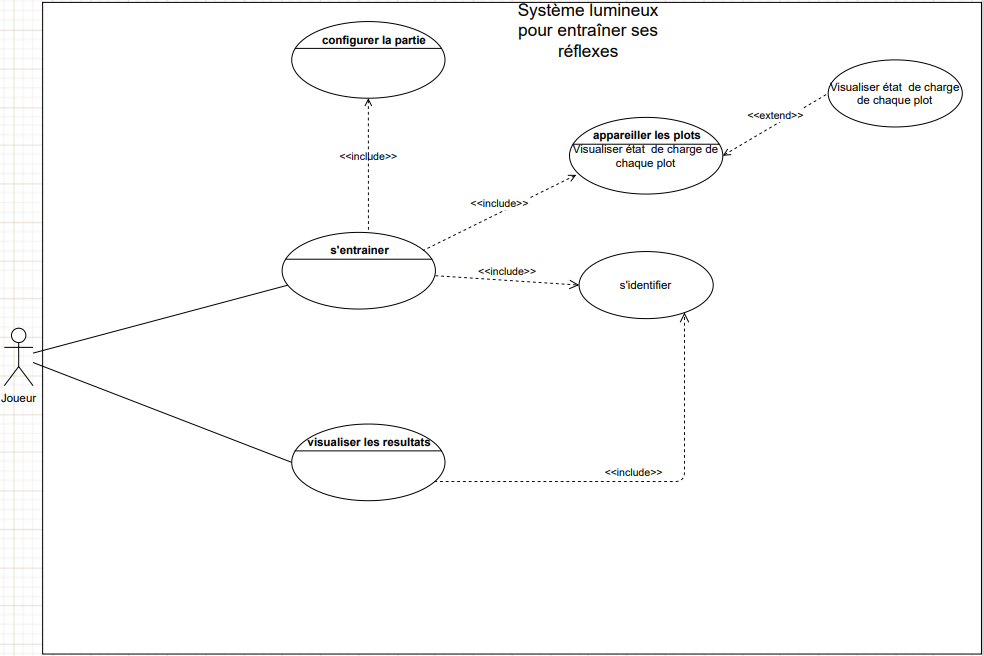 Système lumineux
pour entraîner ses
réflexes
configurer la partie
Visualiser état de charge
de chaque plot
<<extend>>
appareiller les plots
Visualiser état de charge de
chaque plot
<<include>>
<<include>>
s'entrainer
<<include>>
s'identifier
Joueur
visualiser les resultats
<<include>>